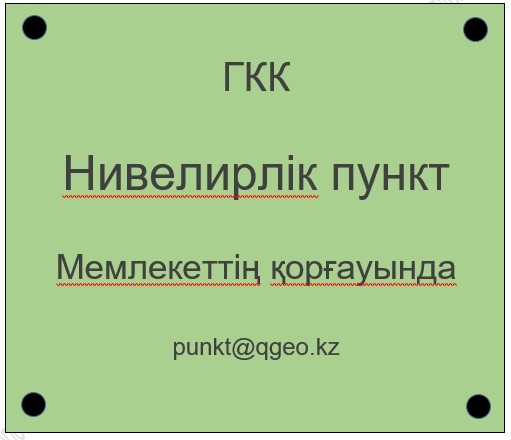 ГКК
Нивелирлік пункт
Мемлекеттің қорғауында
punkt@qgeo.kz